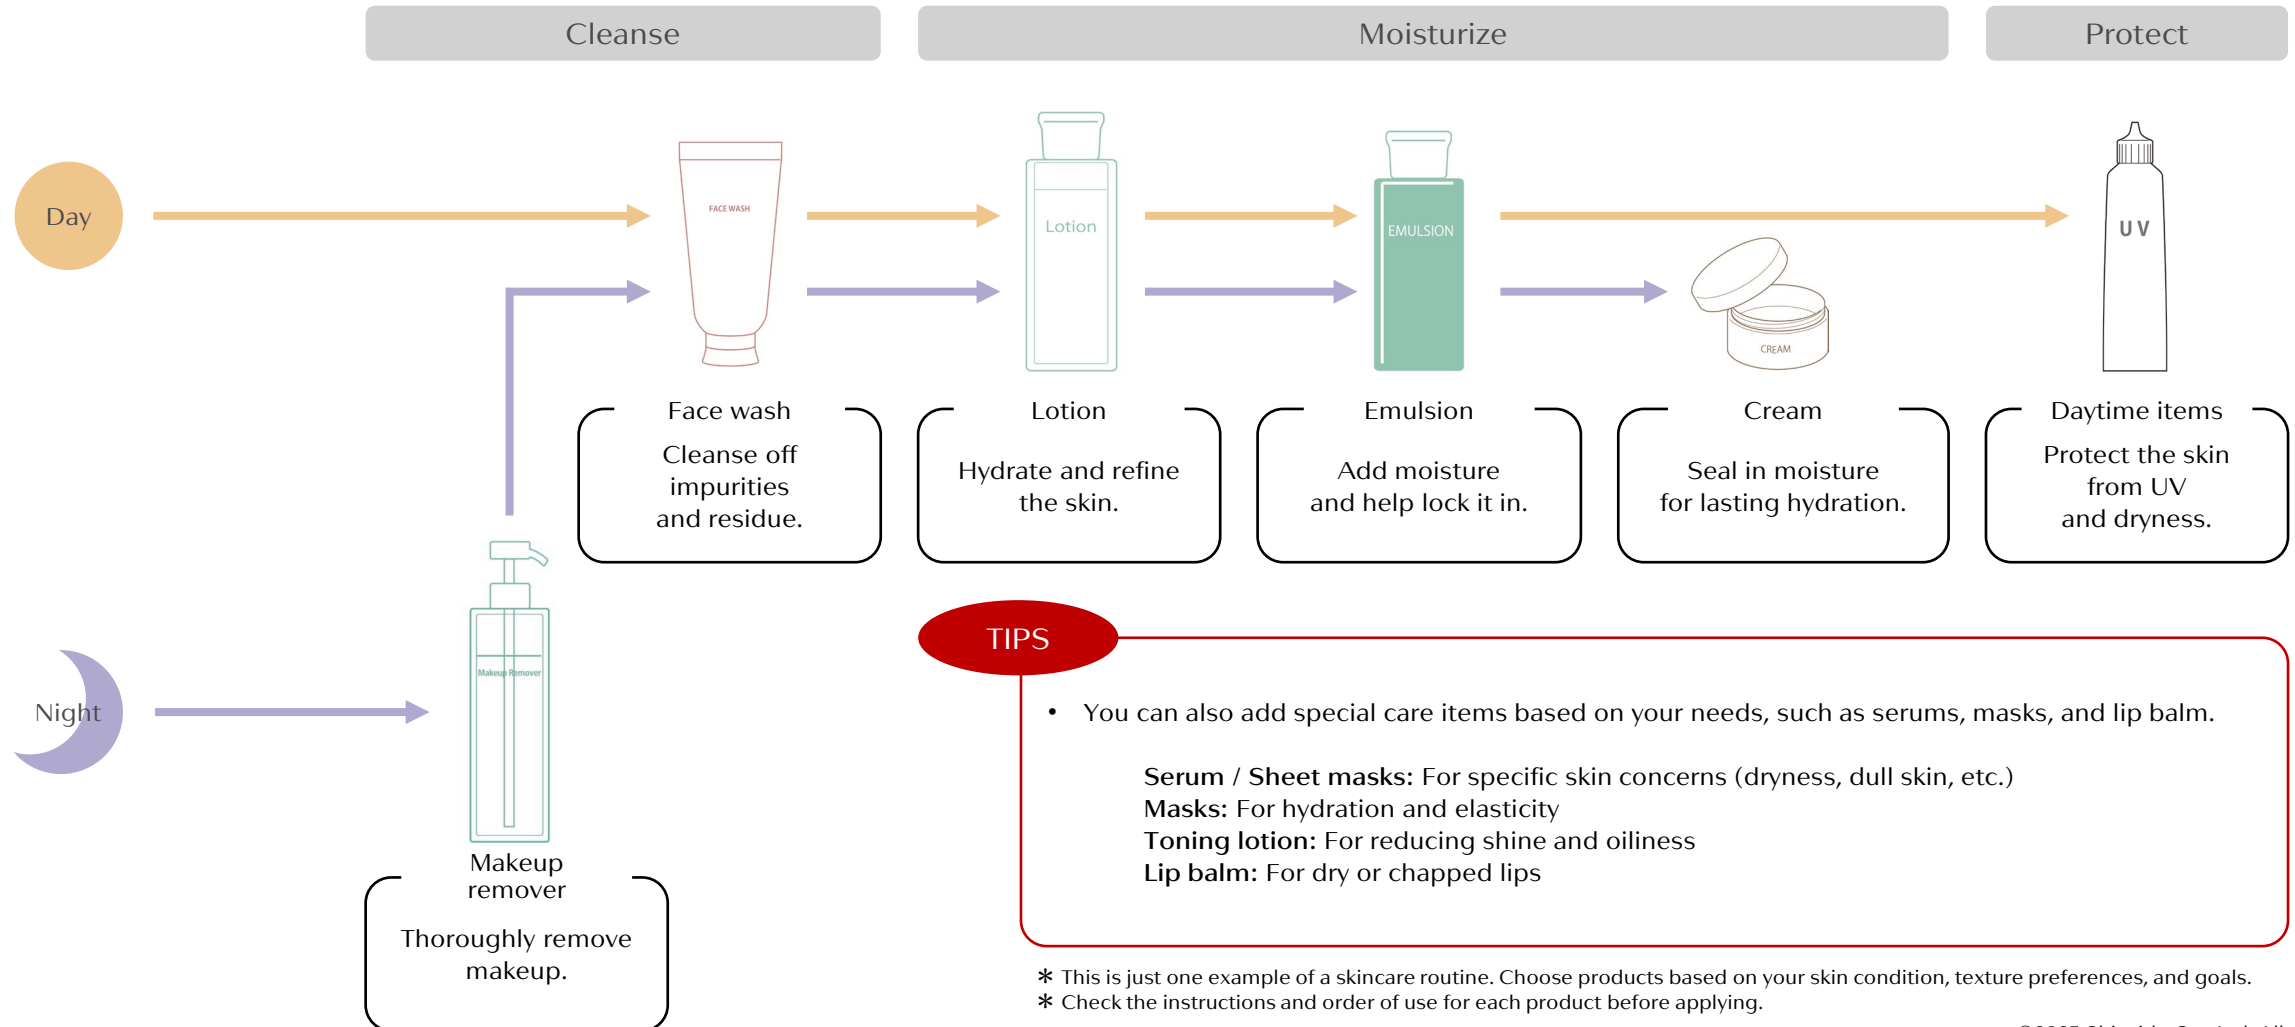 Cleanse
Moisturize
Protect
Day
FACE WASH
Lotion
EMULSION
CREAM
UV
Face wash
Cleanse off
impurities
and residue.
Lotion
Hydrate and refine
the skin.
Emulsion
Add moisture
and help lock it in.
Cream
Seal in moisture
for lasting hydration.
Daytime items
Protect the skin
from UV
and dryness.
Night
Makeup Remover
Makeup
remover
Thoroughly remove
makeup.
TIPS
• You can also add special care items based on your needs, such as serums, masks, and lip balm.
Serum / Sheet masks: For specific skin concerns (dryness, dull skin, etc.)
Masks: For hydration and elasticity
Toning lotion: For reducing shine and oiliness
Lip balm: For dry or chapped lips
＊ This is just one example of a skincare routine. Choose products based on your skin condition, texture preferences, and goals.
＊ Check the instructions and order of use for each product before applying.